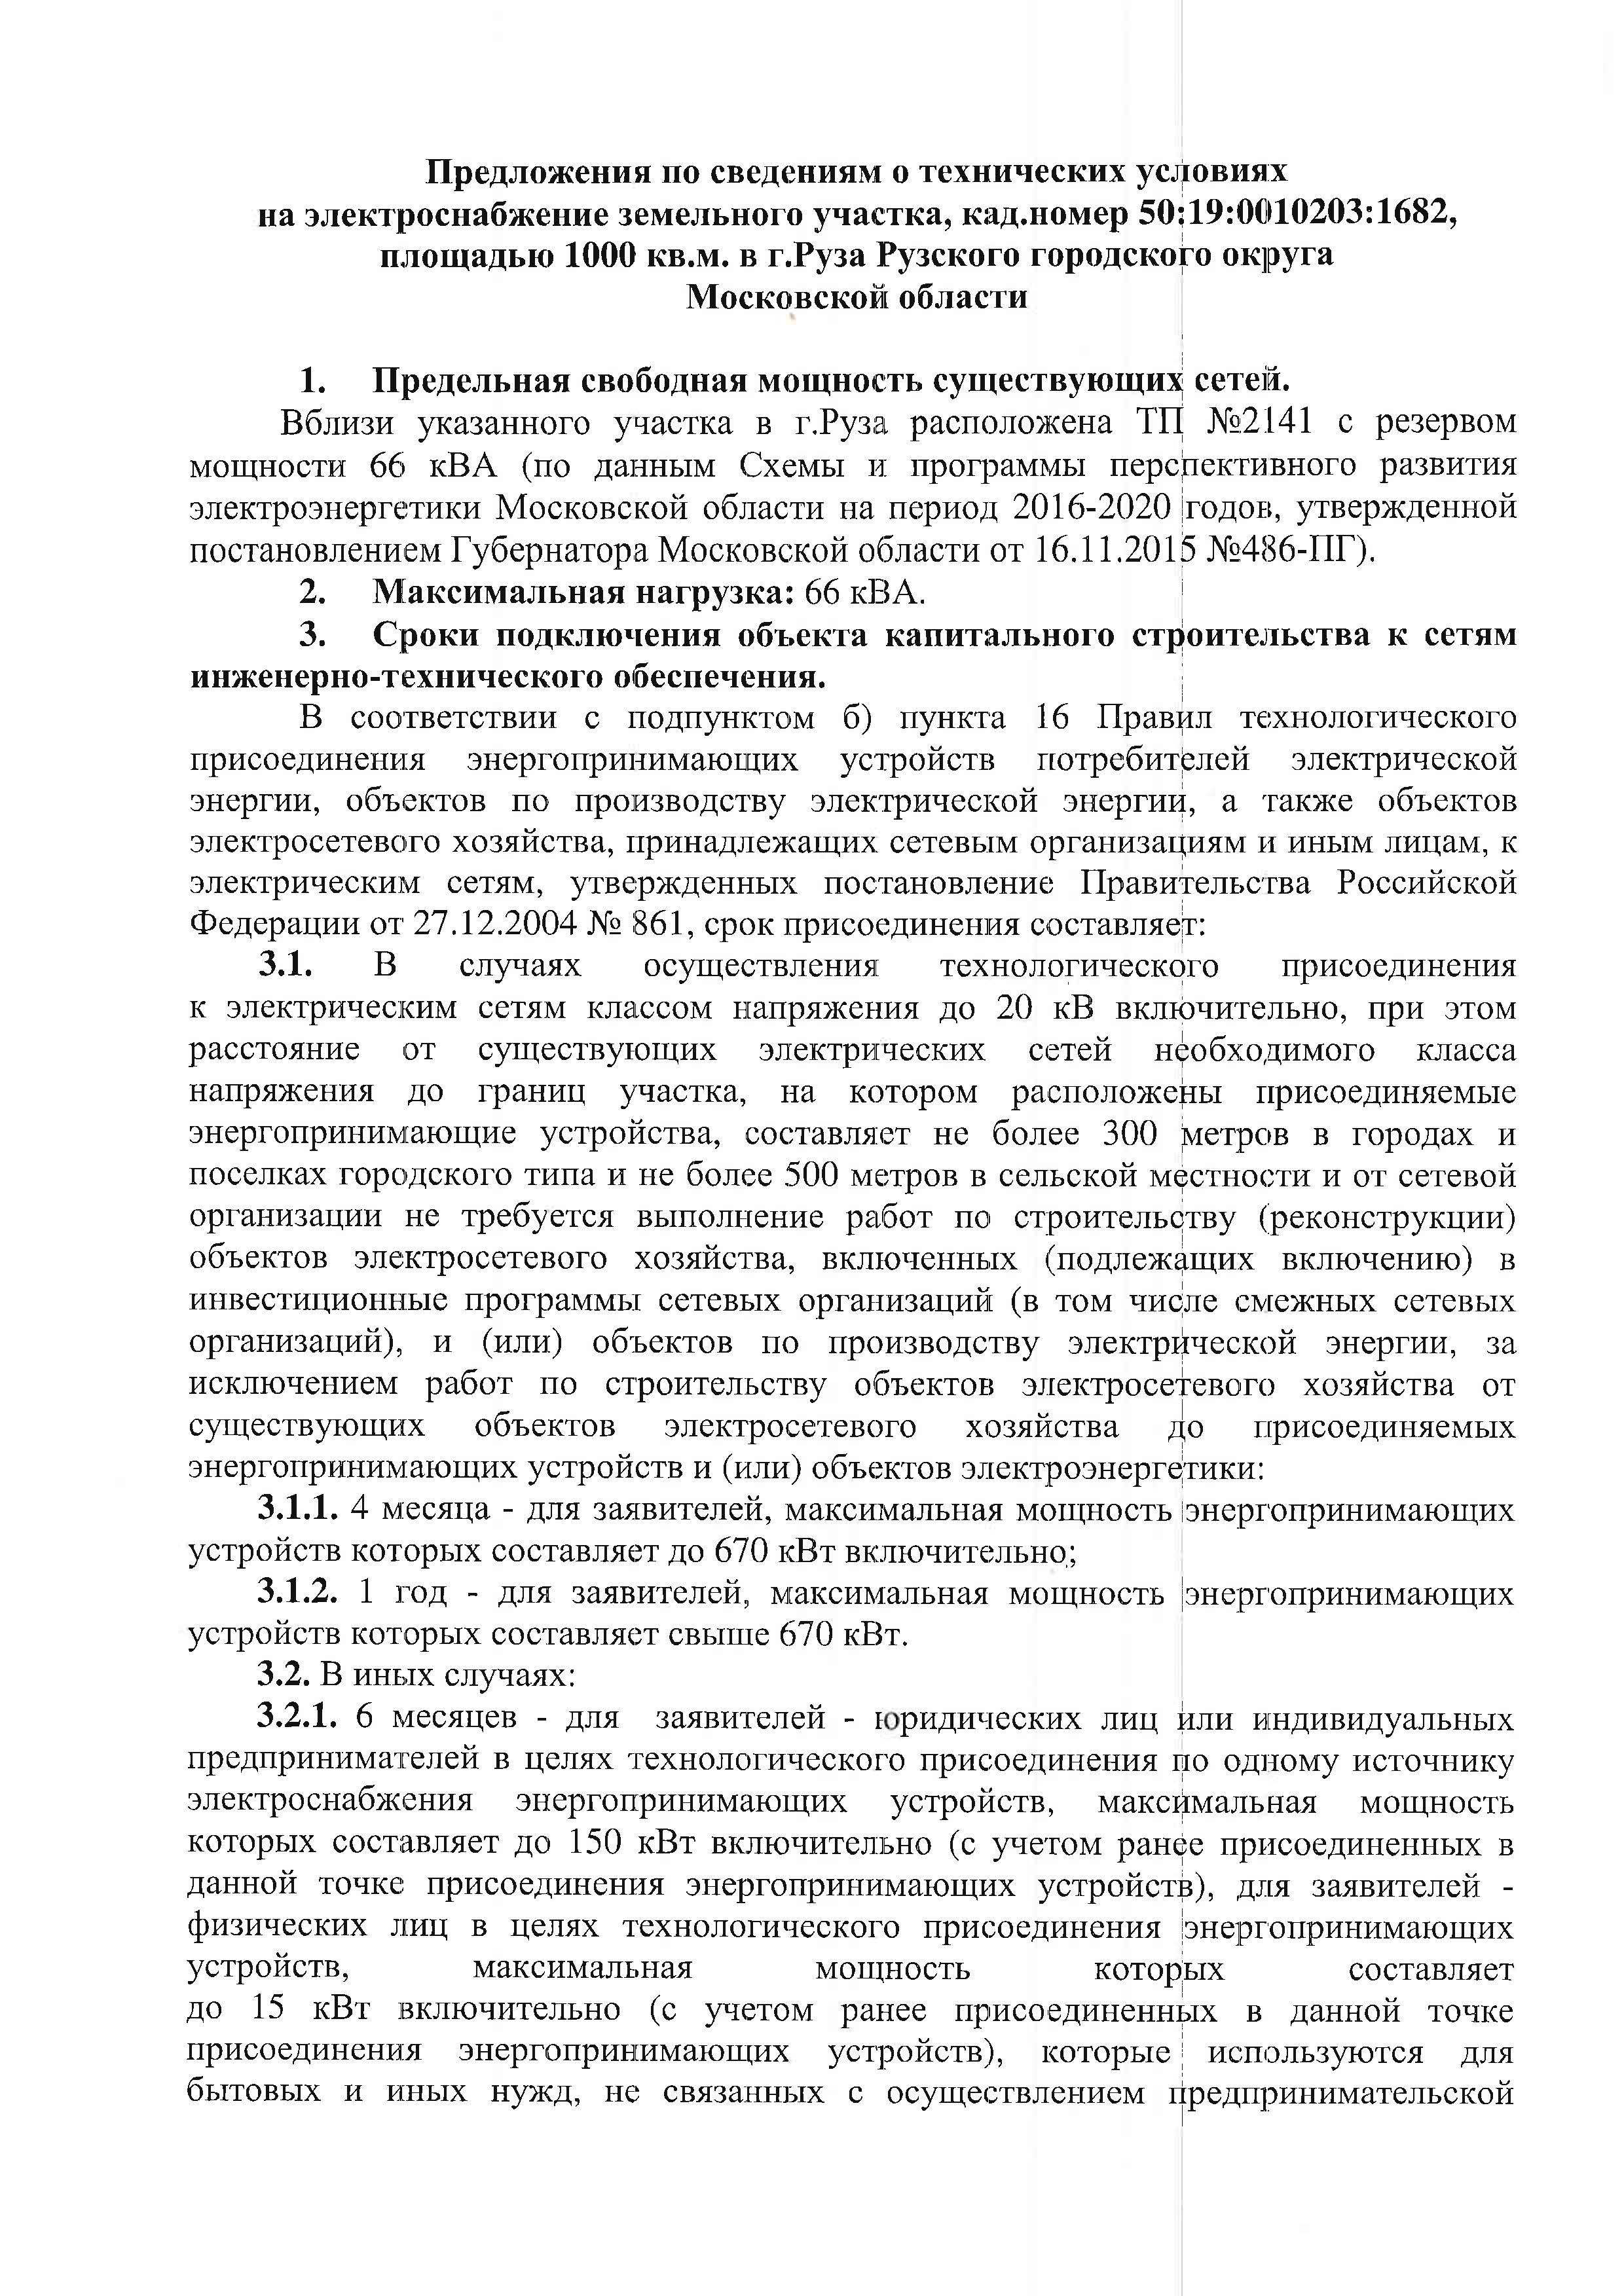 Предложения по сведениям о технических условиях
на электроснабжение земельного участка, кад.номер 50:19:0010203:1682,
площадью 1000 кв.м. в г.Руза Рузского городского округа
Московской области
1. Предельная свободная мощность существующих сетей.
Вблизи указанного участка в г.Руза расположена ТП №2141 с резервом
мощности 66 кВА (по данным Схемы и программы перспективного развития
электроэнергетики Московской области на период 2016-2020 годов, утвержденной
постановлением Губернатора Московской области от 16.11.2015 №486-ПГ).
2. Максимальная нагрузка: 66 кВА.
3. Сроки подключения объекта капитального строительства к сетям
инженерно-технического обеспечения.
В соответствии с подпунктом б) пункта 16 Правил технологического
присоединения энергопринимающих устройств потребителей электрической
энергии, объектов по производству электрической энергии, а также объектов
электросетевого хозяйства, принадлежащих сетевым организациям и иным лицам, к
электрическим сетям, утвержденных постановление Правительства Российской
Федерации от 27.12.2004 № 861, срок присоединения составляет:
3.1. В случаях осуществления технологического присоединения
к электрическим сетям классом напряжения до 20 кВ включительно, при этом
расстояние от существующих электрических сетей необходимого класса
напряжения до границ участка, на котором расположены присоединяемые
энергопринимающие устройства, составляет не более 300 метров в городах и
поселках городского типа и не более 500 метров в сельской местности и от сетевой
организации не требуется выполнение работ по строительству (реконструкции)
объектов электросетевого хозяйства, включенных (подлежащих включению) в
инвестиционные программы сетевых организаций (в том числе смежных сетевых
организаций), и (или) объектов по производству электрической энергии, за
исключением работ по строительству объектов электросетевого хозяйства от
существующих объектов электросетевого хозяйства до присоединяемых
энергопринимающих устройств и (или) объектов электроэнергетики:
3.1.1. 4 месяца - для заявителей, максимальная мощность энергопринимающих
устройств которых составляет до 670 кВт включительно;
3.1.2. 1 год - для заявителей, максимальная мощность энергопринимающих
устройств которых составляет свыше 670 кВт.
3.2. В иных случаях:
3.2.1. 6 месяцев - для заявителей - юридических лиц или индивидуальных
предпринимателей в целях технологического присоединения по одному источнику
электроснабжения энергопринимающих устройств, максимальная мощность
которых составляет до 150 кВт включительно (с учетом ранее присоединенных в
данной точке присоединения энергопринимающих устройств), для заявителей -
физических лиц в целях технологического присоединения энергопринимающих
устройств, максимальная мощность которых составляет
до 15 кВт включительно (с учетом ранее присоединенных в данной точке
присоединения энергопринимающих устройств), которые используются для
бытовых и иных нужд, не связанных с осуществлением предпринимательской